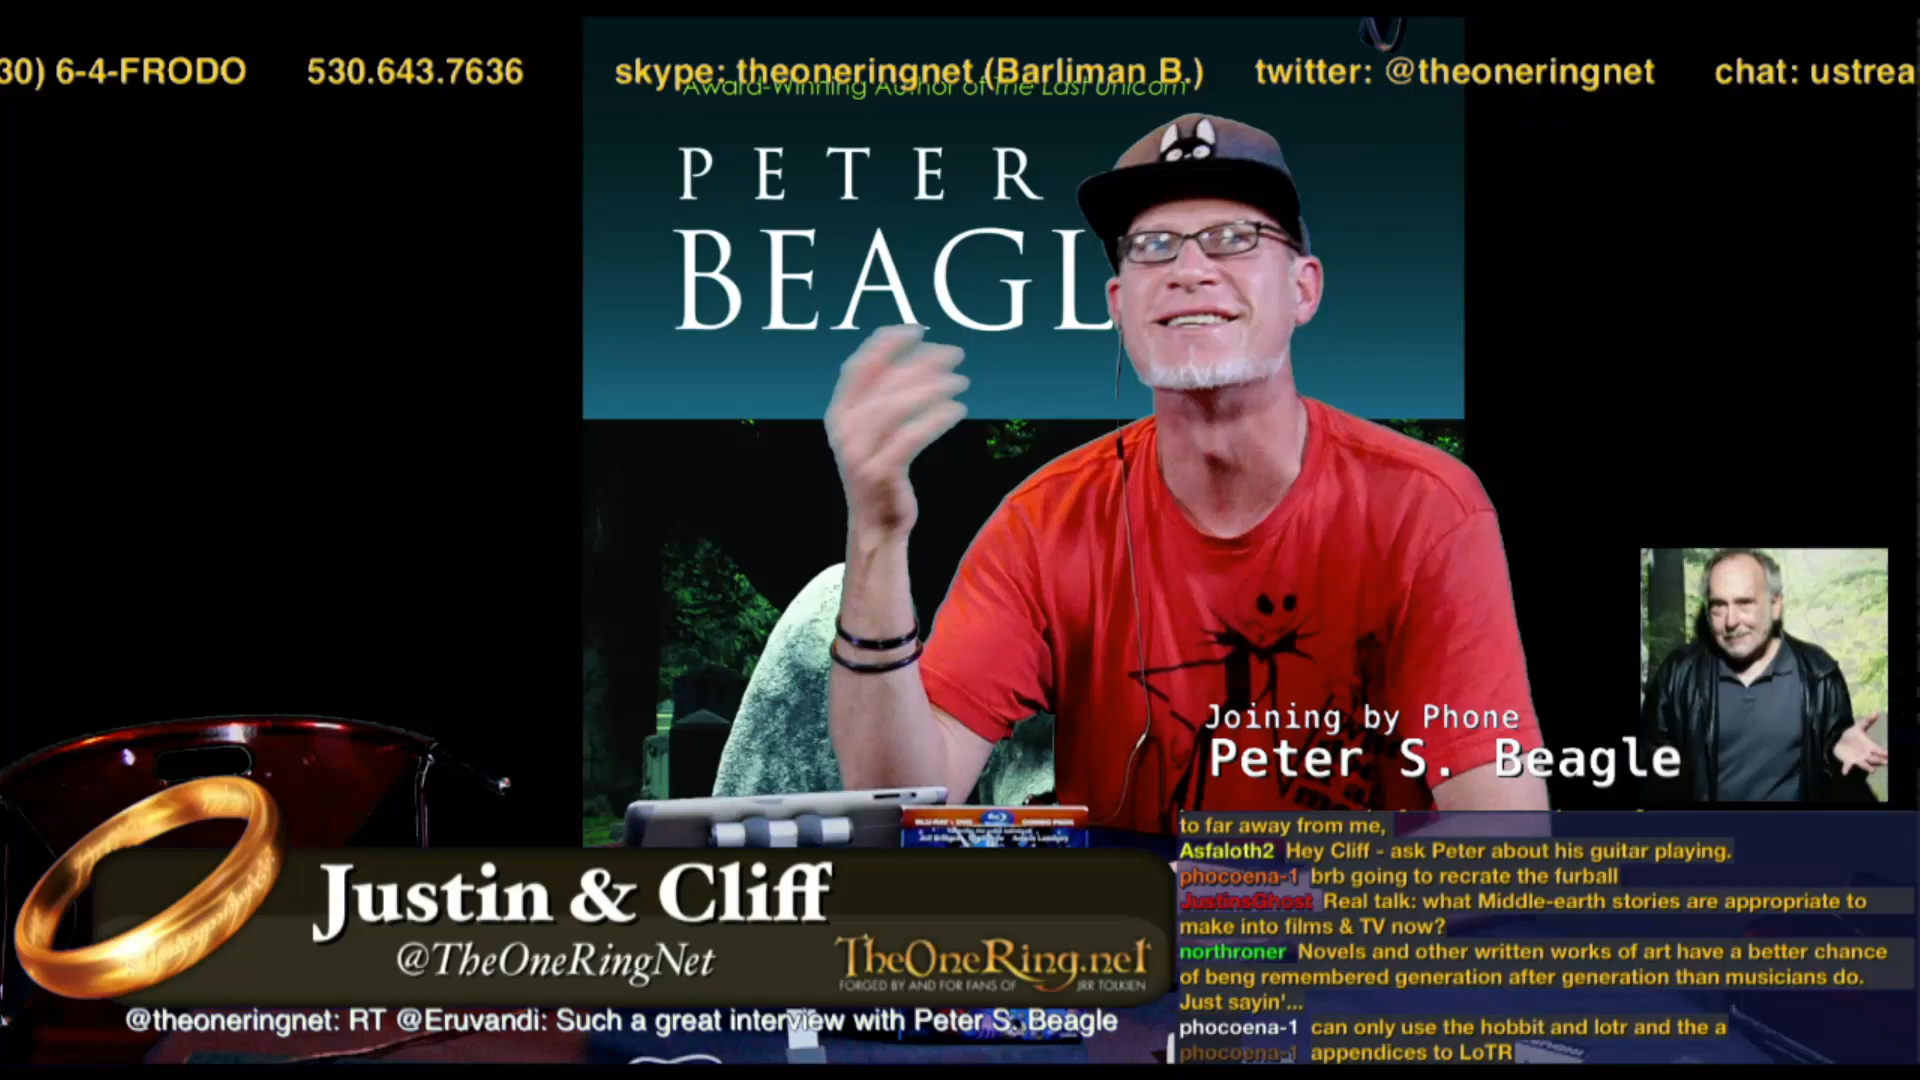 30) 6-4-FRODO 530.643.7636 skype: theoneringnet (Barliman B.) twitter: @theoneringnet chat: ustrea
Award-Winning Author of The Last Unicorn
PETER
BEAGL
Joining by Phone
Peter S. Beagle
BLU-RAY + DVD COMBO PACK
Justin & Cliff
@TheOneRingNet
TheOneRing.net
FORGED BY AND FOR FANS OF JRR TOLKIEN
@theoneringnet: RT @Eruvandi: Such a great interview with Peter S. Beagle
to far away from me,
Asfaloth2 Hey Cliff - ask Peter about his guitar playing.
phocoena-1 brb going to recrate the furball
JustinsGhost Real talk: what Middle-earth stories are appropriate to
make into films & TV now?
northroner Novels and other written works of art have a better chance
of beng remembered generation after generation than musicians do.
Just sayin'...
phocoena-1 can only use the hobbit and lotr and the a
phocoena-1 appendices to LoTR